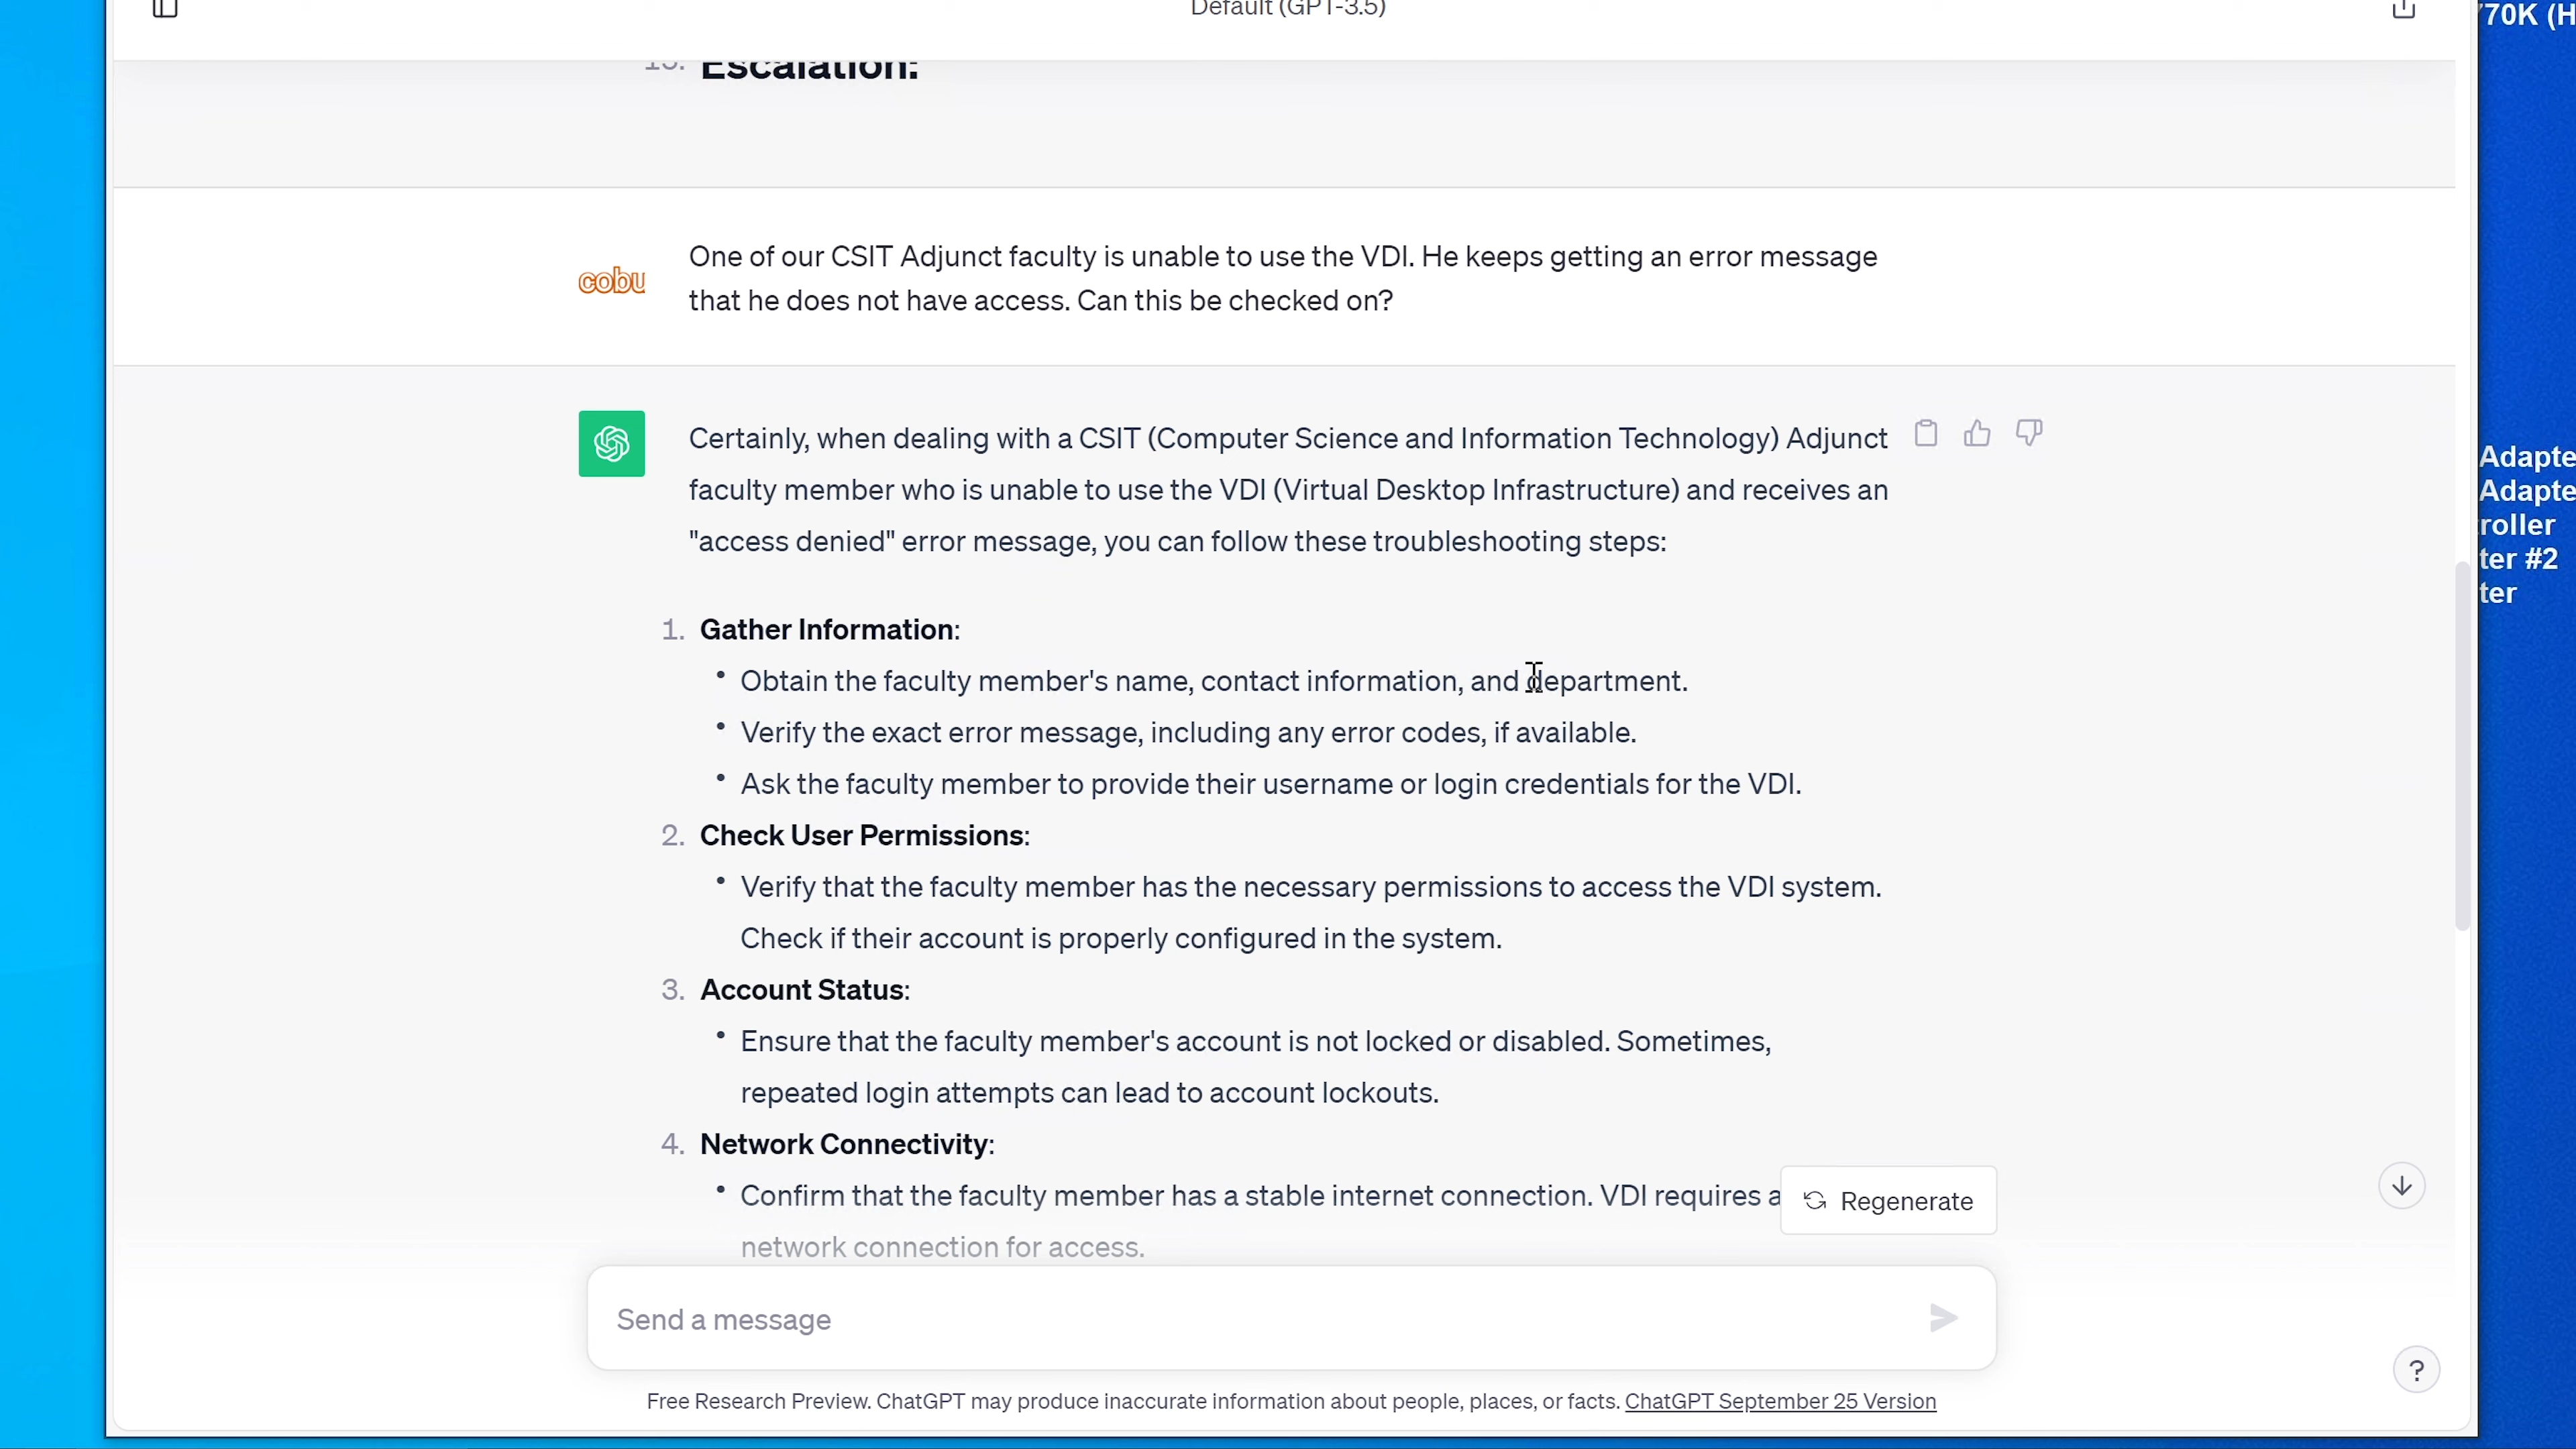 Default (GPT-3.5)
770K (H
13. Escalation:
One of our CSIT Adjunct faculty is unable to use the VDI. He keeps getting an error message
cobu
that he does not have access. Can this be checked on?
Certainly, when dealing with a CSIT (Computer Science and Information Technology) Adjunct
faculty member who is unable to use the VDI (Virtual Desktop Infrastructure) and receives an
"access denied" error message, you can follow these troubleshooting steps:
Adapte
Adapte
roller
ter #2
ter
1. Gather Information:
• Obtain the faculty member's name, contact information, and department.
• Verify the exact error message, including any error codes, if available.
• Ask the faculty member to provide their username or login credentials for the VDI.
2. Check User Permissions:
• Verify that the faculty member has the necessary permissions to access the VDI system.
Check if their account is properly configured in the system.
3. Account Status:
• Ensure that the faculty member's account is not locked or disabled. Sometimes,
repeated login attempts can lead to account lockouts.
4. Network Connectivity:
• Confirm that the faculty member has a stable internet connection. VDI requires a
network connection for access.
Regenerate
Send a message
?
Free Research Preview. ChatGPT may produce inaccurate information about people, places, or facts. ChatGPT September 25 Version